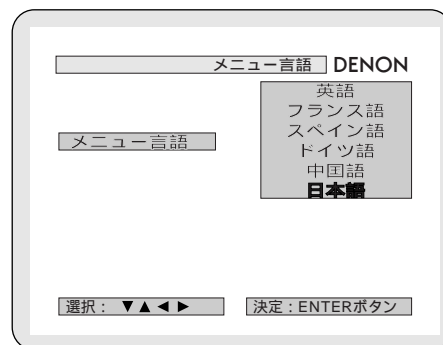 メニュー言語 DENON
英語
フランス語
スペイン語
メニュー言語
ドイツ語
中国語
日本語
選択： ▼▲◀▶ 決定：ENTERボタン